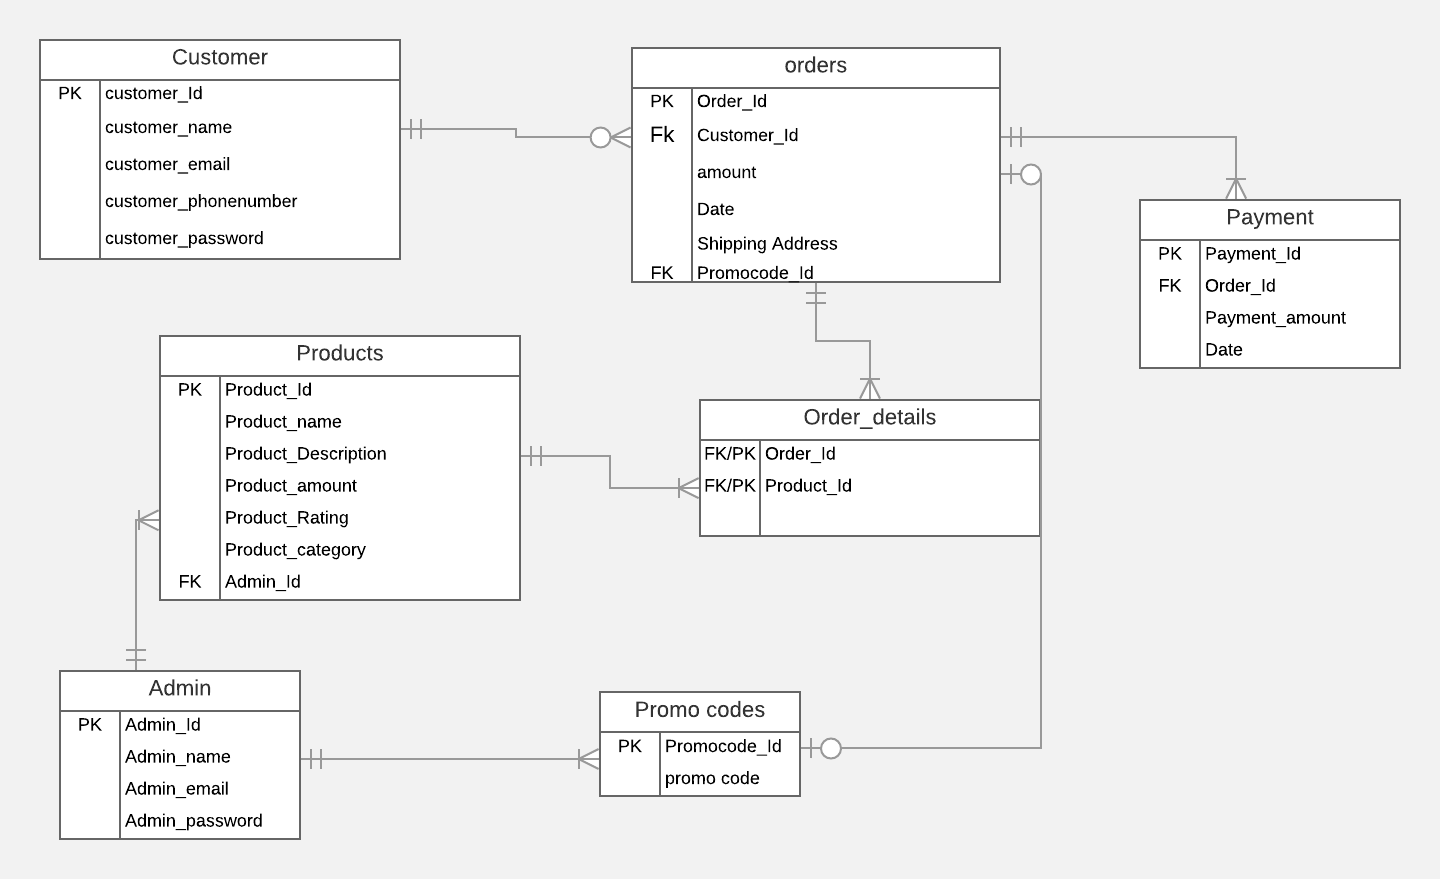 Customer
PK customer_Id
customer_name
customer_email
customer_phonenumber
customer_password
orders
PK Order_Id
Fk Customer_Id
amount
Date
Shipping Address
FK Promocode_Id
Payment
PK Payment_Id
FK Order_Id
Payment_amount
Date
Products
PK Product_Id
Product_name
Product_Description
Product_amount
Product_Rating
Product_category
FK Admin_Id
Order_details
FK/PK Order_Id
FK/PK Product_Id
Admin
PK Admin_Id
Admin_name
Admin_email
Admin_password
Promo codes
PK Promocode_Id
promo code